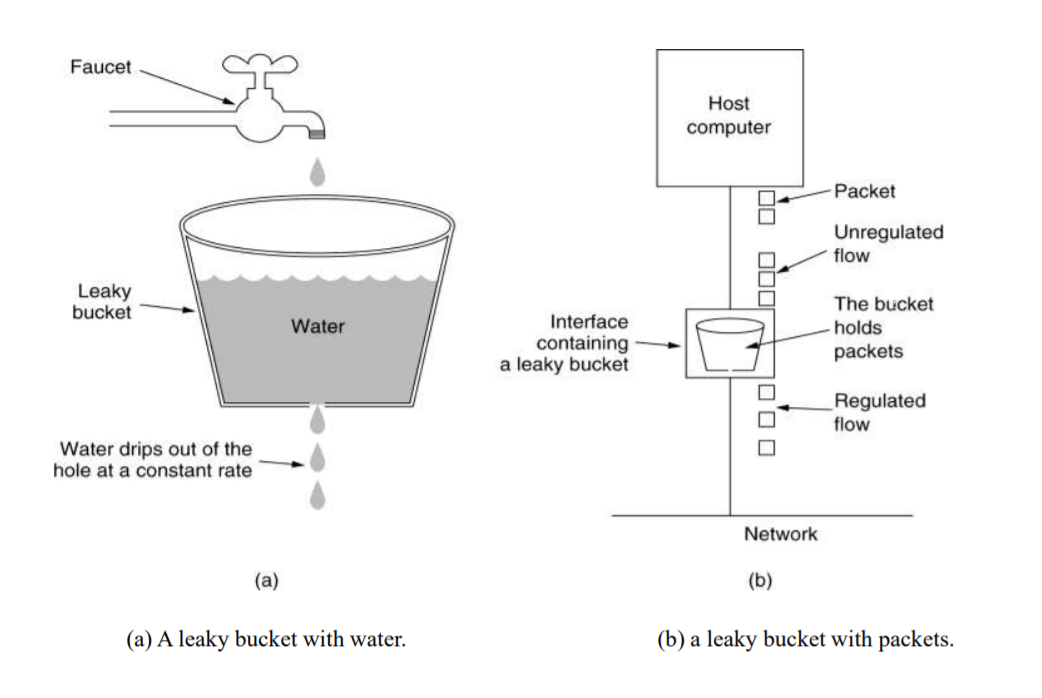 Faucet
Leaky
bucket
Water
Water drips out of the
hole at a constant rate
(a)
Host
computer
Packet
Unregulated
flow
The bucket
holds
packets
Interface
containing
a leaky bucket
Regulated
flow
Network
(b)
(a) A leaky bucket with water.
(b) a leaky bucket with packets.